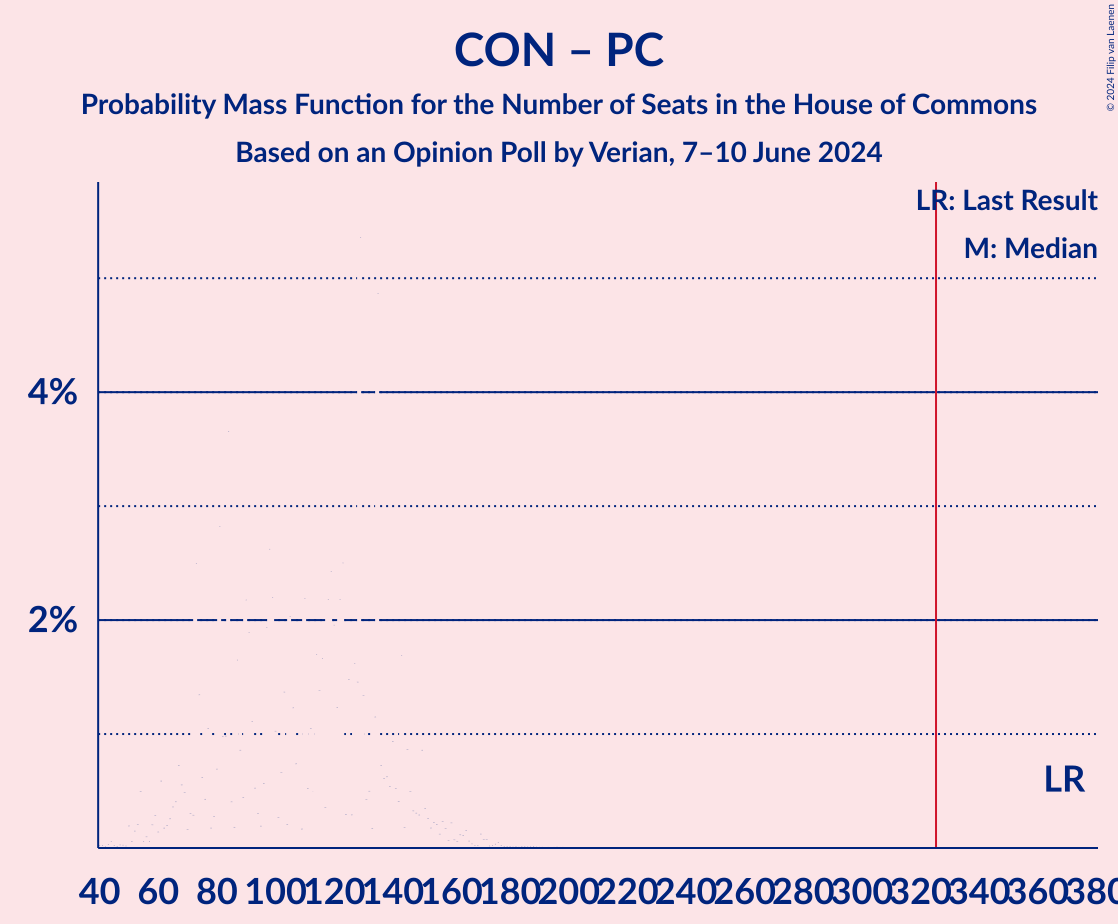 CON – PC
Probability Mass Function for the Number of Seats in the House of Commons
Based on an Opinion Poll by Verian, 7–10 June 2024
© 2024 Filip van Laenen
LR: Last Result
M: Median
4%
2%
LR
40 60 80 100 120 140 160 180 200 220 240 260 280 300 320 340 360 380